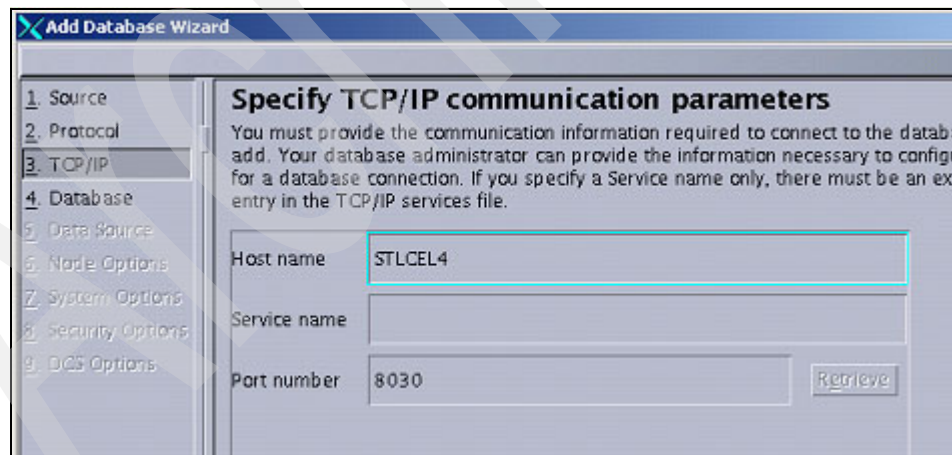 Add Database Wizard
1. Source
2. Protocol
3. TCP/IP
4. Database
5. Data Source
6. Node Options
7. System Options
8. Security Options
9. DCS Options
Specify TCP/IP communication parameters
You must provide the communication information required to connect to the datab
add. Your database administrator can provide the information necessary to config
for a database connection. If you specify a Service name only, there must be an ex
entry in the TCP/IP services file.
Host name STLCEL4
Service name
Port number 8030 Retrieve